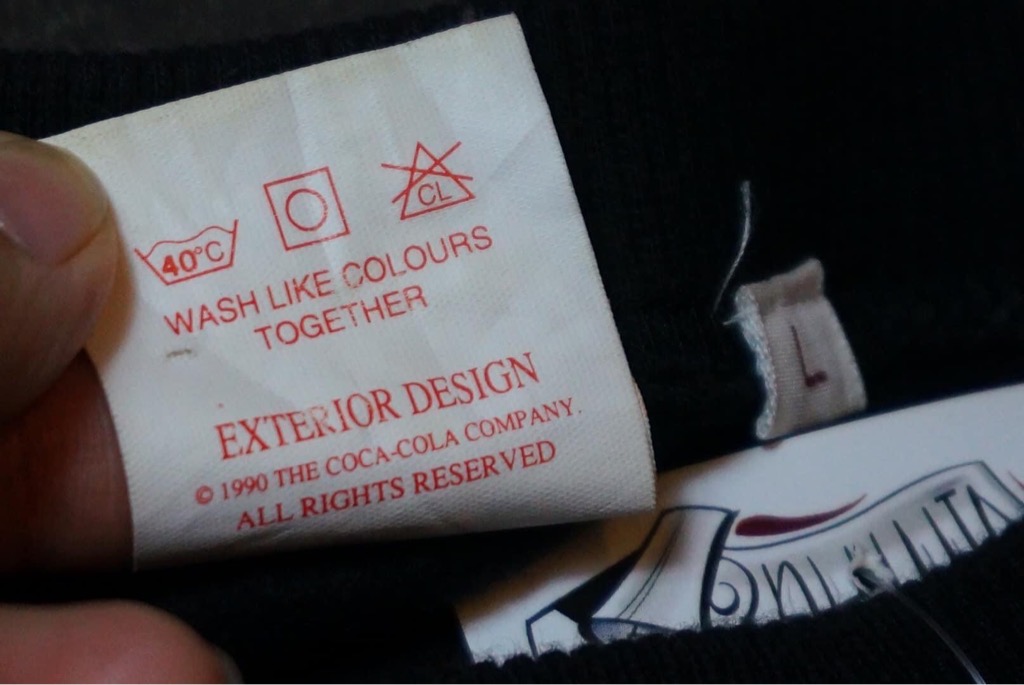 40°C
CL
WASH LIKE COLOURS
TOGETHER
EXTERIOR DESIGN
© 1990 THE COCA-COLA COMPANY.
ALL RIGHTS RESERVED
L